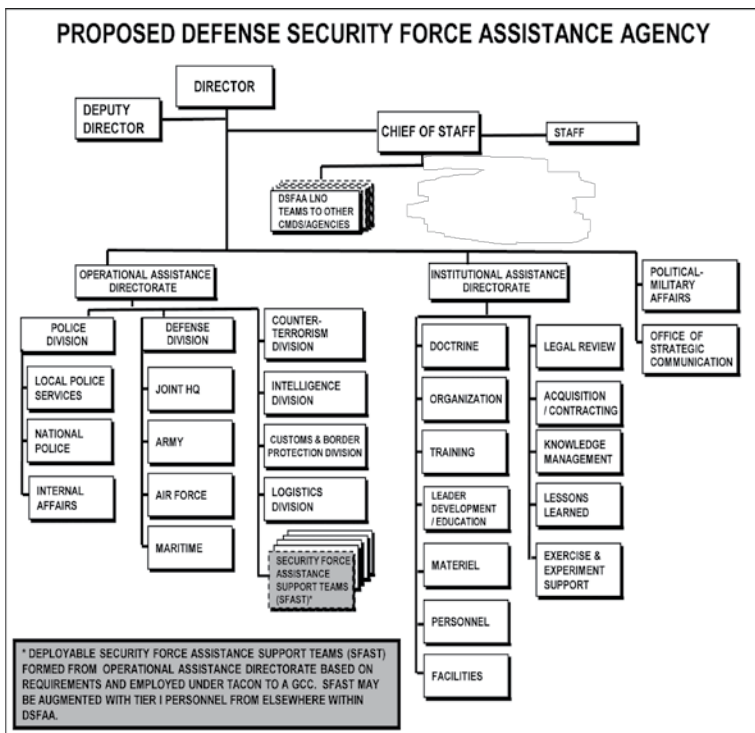 PROPOSED DEFENSE SECURITY FORCE ASSISTANCE AGENCY
DIRECTOR
DEPUTY
DIRECTOR
CHIEF OF STAFF
STAFF
DSFAA LNO
TEAMS TO OTHER
CMDS/AGENCIES
OPERATIONAL ASSISTANCE
DIRECTORATE
POLICE
DIVISION
LOCAL POLICE
SERVICES
NATIONAL
POLICE
INTERNAL
AFFAIRS
DEFENSE
DIVISION
JOINT HQ
ARMY
AIR FORCE
MARITIME
COUNTER-
TERRORISM
DIVISION
INTELLIGENCE
DIVISION
CUSTOMS & BORDER
PROTECTION DIVISION
LOGISTICS
DIVISION
SECURITY FORCE
ASSISTANCE
SUPPORT TEAMS
(SFAST)*
INSTITUTIONAL ASSISTANCE
DIRECTORATE
DOCTRINE
ORGANIZATION
TRAINING
LEADER
DEVELOPMENT
/ EDUCATION
MATERIEL
PERSONNEL
FACILITIES
LEGAL REVIEW
ACQUISITION
/ CONTRACTING
KNOWLEDGE
MANAGEMENT
LESSONS
LEARNED
EXERCISE &
EXPERIMENT
SUPPORT
POLITICAL-
MILITARY
AFFAIRS
OFFICE OF
STRATEGIC
COMMUNICATION
* DEPLOYABLE SECURITY FORCE ASSISTANCE SUPPORT TEAMS (SFAST)
FORMED FROM OPERATIONAL ASSISTANCE DIRECTORATE BASED ON
REQUIREMENTS AND EMPLOYED UNDER TACON TO A GCC. SFAST MAY
BE AUGMENTED WITH TIER I PERSONNEL FROM ELSEWHERE WITHIN
DSFAA.